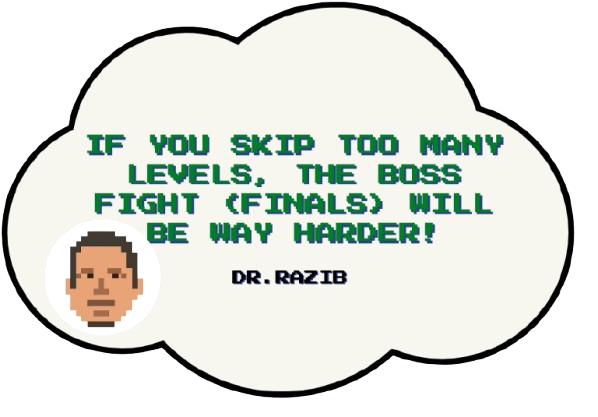 IF YOU SKIP TOO MANY
LEVELS, THE BOSS
FIGHT (FINALS) WILL
BE WAY HARDER!
DR.RAZIB